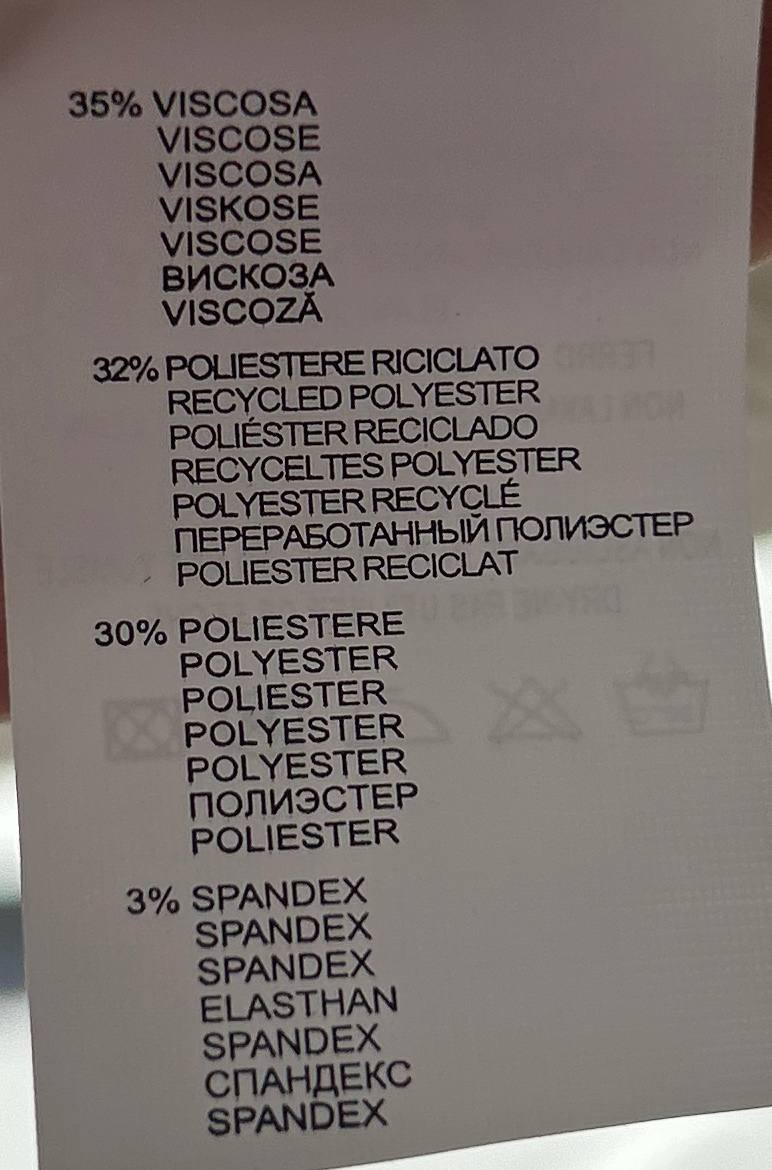 35% VISCOSA
VISCOSE
VISCOSA
VISKOSE
VISCOSE
ВИСКОЗА
VISCOZĂ
32% POLIESTERE RICICLATO
RECYCLED POLYESTER
POLIÉSTER RECICLADO
RECYCELTES POLYESTER
POLYESTER RECYCLÉ
ПЕРЕРАБОТАННЫЙ ПОЛИЭСТЕР
POLIESTER RECICLAT
30% POLIESTERE
POLYESTER
POLIESTER
POLYESTER
POLYESTER
ПОЛИЭСТЕР
POLIESTER
3% SPANDEX
SPANDEX
SPANDEX
ELASTHAN
SPANDEX
СПАНДЕКС
SPANDEX